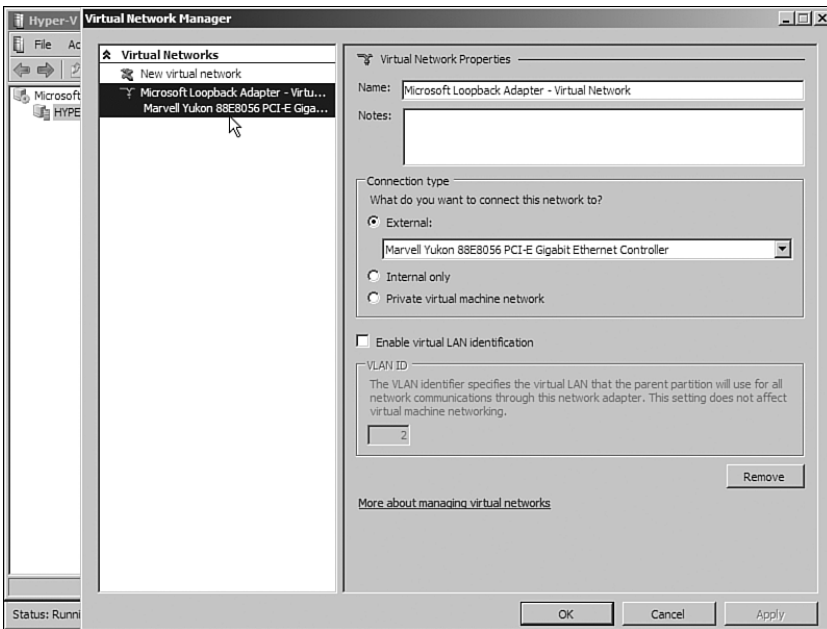 Hyper-V
Virtual Network Manager
File
Microsoft
Virtual Networks
New virtual network
Microsoft Loopback Adapter - Virtu...
Marvell Yukon 88E8056 PCI-E Giga...
Virtual Network Properties
Name:
Microsoft Loopback Adapter - Virtual Network
Notes:
Connection type
What do you want to connect this network to?
External:
Marvell Yukon 88E8056 PCI-E Gigabit Ethernet Controller
Internal only
Private virtual machine network
Enable virtual LAN identification
VLAN ID
The VLAN identifier specifies the virtual LAN that the parent partition will use for all
network communications through this network adapter. This setting does not affect
virtual machine networking.
2
Remove
More about managing virtual networks
Status:
OK
Cancel
Apply